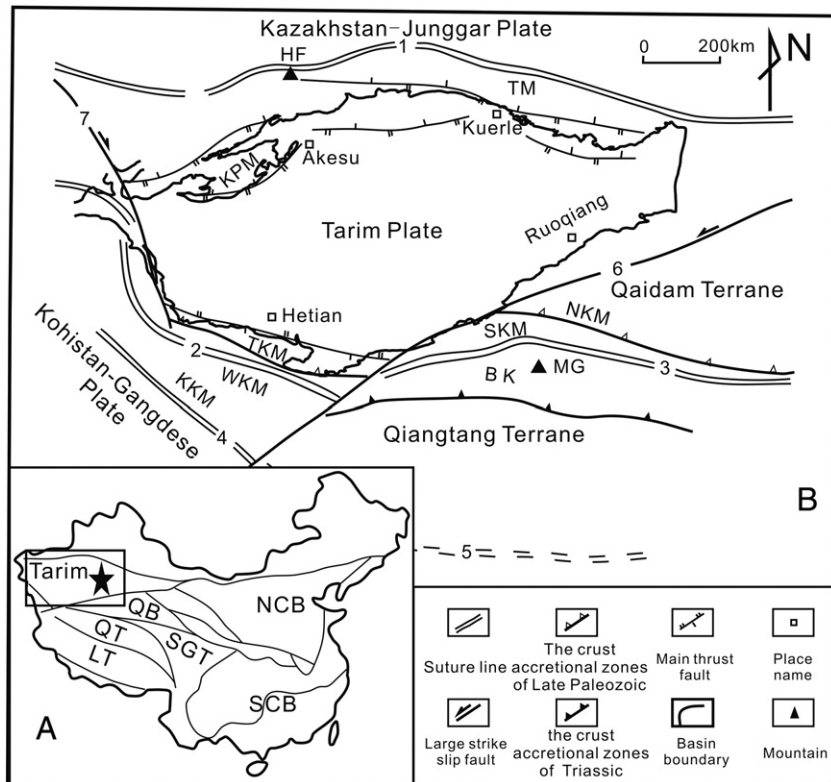 Kazakhstan-Junggar Plate
HF
1
0 200km
N
TM
7
Kuerle
Akesu
KPM
Tarim Plate
Ruoqiang
6
Qaidam Terrane
Hetian
NKM
SKM
TKM
2
WKM
3
BK
MG
KKM
Kohistan-Gangdese
Plate
4
Qiangtang Terrane
B
5
Tarim
NCB
QB
QT
SGT
LT
SCB
A
Suture line
The crust
accretional zones
of Late Paleozoic
Main thrust
fault
Place
name
Large strike
slip fault
the crust
accretional zones
of Triassic
Basin
boundary
Mountain